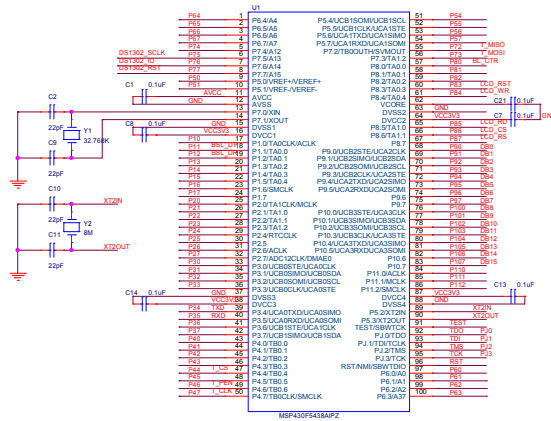 U1
P64 1 P6.4/A4 P5.4/UCB1SOMI/UCB1SCL 51 P54
P65 2 P6.5/A5 P5.5/UCB1CLK/UCA1STE 52 P55
P66 3 P6.6/A6 P5.6/UCA1TXD/UCA1SIMO 53 P56
P67 4 P6.7/A7 P5.7/UCA1RXD/UCA1SOMI 54 P57 T_MISO
P74 5 P7.4/A12 P7.2/TB0OUTH/SVMOUT 55 P72 T_MOSI
DS1302_SCLK P75 6 P7.5/A13 P7.3/TA1.2 56 P73
DS1302_IO P76 7 P7.6/A14 P8.0/TA0.0 57 P80 BL_CTR
DS1302_RST P77 8 P7.7/A15 P8.1/TA0.1 58 P81
P50 9 P5.0/VREF+/VEREF+ P8.2/TA0.2 59 P82
P51 10 P5.1/VREF-/VEREF- P8.3/TA0.3 60 P83 LCD_RST
C1 0.1uF AVCC 11 AVCC P8.4/TA0.4 61 P84 LCD_WR
GND 12 AVSS VCORE 62 C21 0.1uF
C2 13 P7.0/XIN DVSS2 63 GND
14 P7.1/XOUT DVCC2 64 VCC3V3 C7 0.1uF GN
22pF Y1 C8 0.1uF GND 15 DVSS1 P8.5/TA1.0 65 P85 LCD_RD
32.768K VCC3V3 16 DVCC1 P8.6/TA1.1 66 P86 LCD_CS
C9 P10 17 P1.0/TA0CLK/ACLK P8.7 67 P87 LCD_RS
22pF P11 18 P1.1/TA0.0 P9.0/UCB2STE/UCA2CLK 68 P90 DB0
P12 19 P1.2/TA0.1 P9.1/UCB2SIMO/UCB2SDA 69 P91 DB1
P13 20 P1.3/TA0.2 P9.2/UCB2SOMI/UCB2SCL 70 P92 DB2
P14 21 P1.4/TA0.3 P9.3/UCB2CLK/UCA2STE 71 P93 DB3
P15 22 P1.5/TA0.4 P9.4/UCA2TXD/UCA2SIMO 72 P94 DB4
P16 23 P1.6/SMCLK P9.5/UCA2RXD/UCA2SOMI 73 P95 DB5
P17 24 P1.7 P9.6 74 P96 DB6
C10 XT2IN P20 25 P2.0/TA1CLK/MCLK P9.7 75 P97 DB7
P21 26 P2.1/TA1.0 P10.0/UCB3STE/UCA3CLK 76 P100 DB8
22pF Y2 P22 27 P2.2/TA1.1 P10.1/UCB3SIMO/UCB3SDA 77 P101 DB9
8M P23 28 P2.3/TA1.2 P10.2/UCB3SOMI/UCB3SCL 78 P102 DB10
C11 P24 29 P2.4/RTCCLK P10.3/UCB3CLK/UCA3STE 79 P103 DB11
XT2OUT P25 30 P2.5 P10.4/UCA3TXD/UCA3SIMO 80 P104 DB12
22pF P26 31 P2.6/ACLK P10.5/UCA3RXD/UCA3SOMI 81 P105 DB13
P27 32 P2.7/ADC12CLK/DMAE0 P10.6 82 P106 DB14
P30 33 P3.0/UCB0STE/UCA0CLK P10.7 83 P107 DB15
P31 34 P3.1/UCB0SIMO/UCB0SDA P11.0/ACLK 84 P110
P32 35 P3.2/UCB0SOMI/UCB0SCL P11.1/MCLK 85 P111
P33 36 P3.3/UCB0CLK/UCA0STE P11.2/SMCLK 86 P112
C14 0.1uF GND 37 DVSS3 DVCC4 87 VCC3V3 C13 0.1uF
VCC3V3 38 DVCC3 DVSS4 88 GND
P34 TXD 39 P3.4/UCA0TXD/UCA0SIMO P5.2/XT2IN 89 XT2IN
P35 RXD 40 P3.5/UCA0RXD/UCA0SOMI P5.3/XT2OUT 90 XT2OUT
P36 41 P3.6/UCB1STE/UCA1CLK TEST/SBWTCK 91 TEST
P37 42 P3.7/UCB1SIMO/UCB1SDA PJ.0/TDO 92 TDO PJ0
P40 43 P4.0/TB0.0 PJ.1/TDI/TCLK 93 TDI PJ1
P41 44 P4.1/TB0.1 PJ.2/TMS 94 TMS PJ2
P42 45 P4.2/TB0.2 PJ.3/TCK 95 TCK PJ3
P43 46 P4.3/TB0.3 RST/NMI/SBWTDIO 96 RST
P44 T_CS 47 P4.4/TB0.4 P6.0/A0 97 P60
P45 48 P4.5/TB0.5 P6.1/A1 98 P61
P46 T_PEN 49 P4.6/TB0.6 P6.2/A2 99 P62
P47 T_CLK 50 P4.7/TB0CLK/SMCLK P6.3/A37 100 P63
MSP430F5438AIPZ